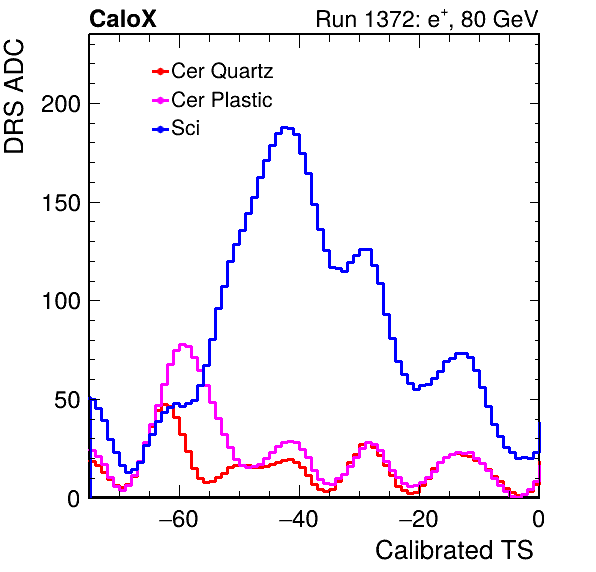 CaloX Run 1372: e⁺, 80 GeV
DRS ADC
Cer Quartz
Cer Plastic
Sci
200
150
100
50
0
−60 −40 −20 0
Calibrated TS